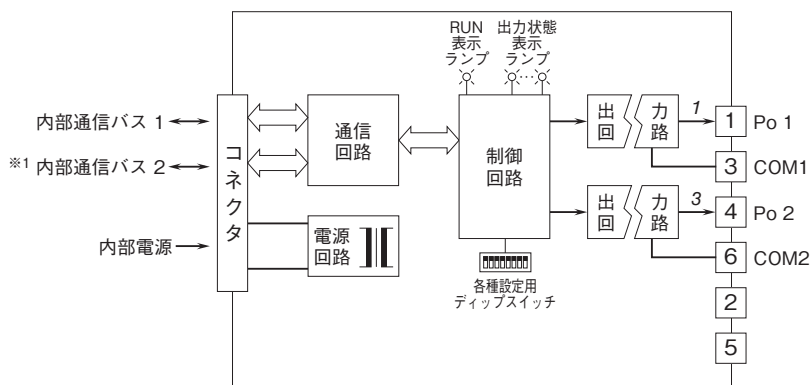 RUN
表示
ランプ
出力状態
表示
ランプ
内部通信バス 1
※1 内部通信バス 2
内部電源
コネクタ
通信
回路
電源
回路
制御
回路
各種設定用
ディップスイッチ
出 力
回 路
1
1
Po 1
3
COM1
出 力
回 路
3
4
Po 2
6
COM2
2
5